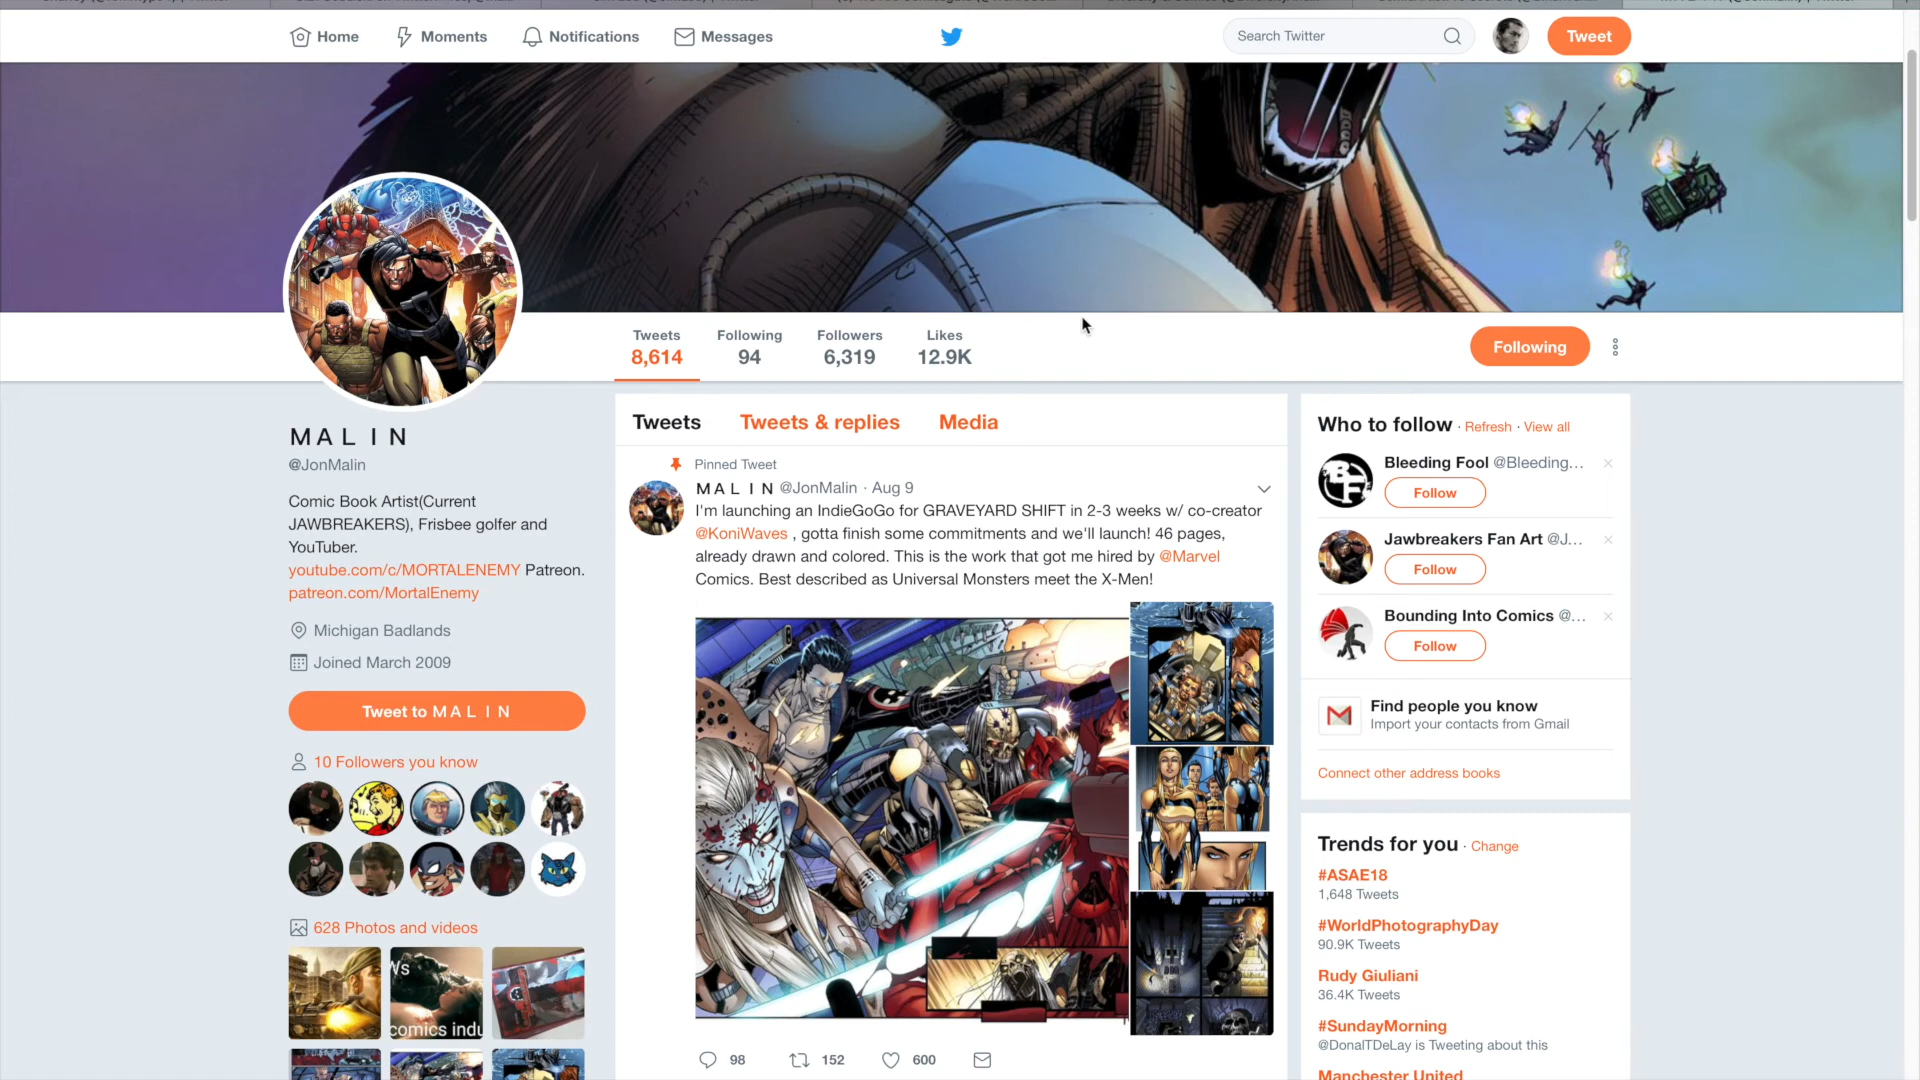 Home
Moments
Notifications
Messages
Search Twitter
Tweet
Tweets
8,614
Following
94
Followers
6,319
Likes
12.9K
Following
M A L I N
@JonMalin
Comic Book Artist(Current
JAWBREAKERS), Frisbee golfer and
YouTuber.
youtube.com/c/MORTALENEMY Patreon.
patreon.com/MortalEnemy
Michigan Badlands
Joined March 2009
Tweet to M A L I N
10 Followers you know
628 Photos and videos
comics indu
Tweets
Tweets & replies
Media
Pinned Tweet
M A L I N @JonMalin · Aug 9
I'm launching an IndieGoGo for GRAVEYARD SHIFT in 2-3 weeks w/ co-creator
@KoniWaves , gotta finish some commitments and we'll launch! 46 pages,
already drawn and colored. This is the work that got me hired by @Marvel
Comics. Best described as Universal Monsters meet the X-Men!
98
152
600
Who to follow · Refresh · View all
Bleeding Fool @Bleeding...
Follow
Jawbreakers Fan Art @J...
Follow
Bounding Into Comics @...
Follow
Find people you know
Import your contacts from Gmail
Connect other address books
Trends for you · Change
#ASAE18
1,648 Tweets
#WorldPhotographyDay
90.9K Tweets
Rudy Giuliani
36.4K Tweets
#SundayMorning
@DonalTDeLay is Tweeting about this
Manchester United